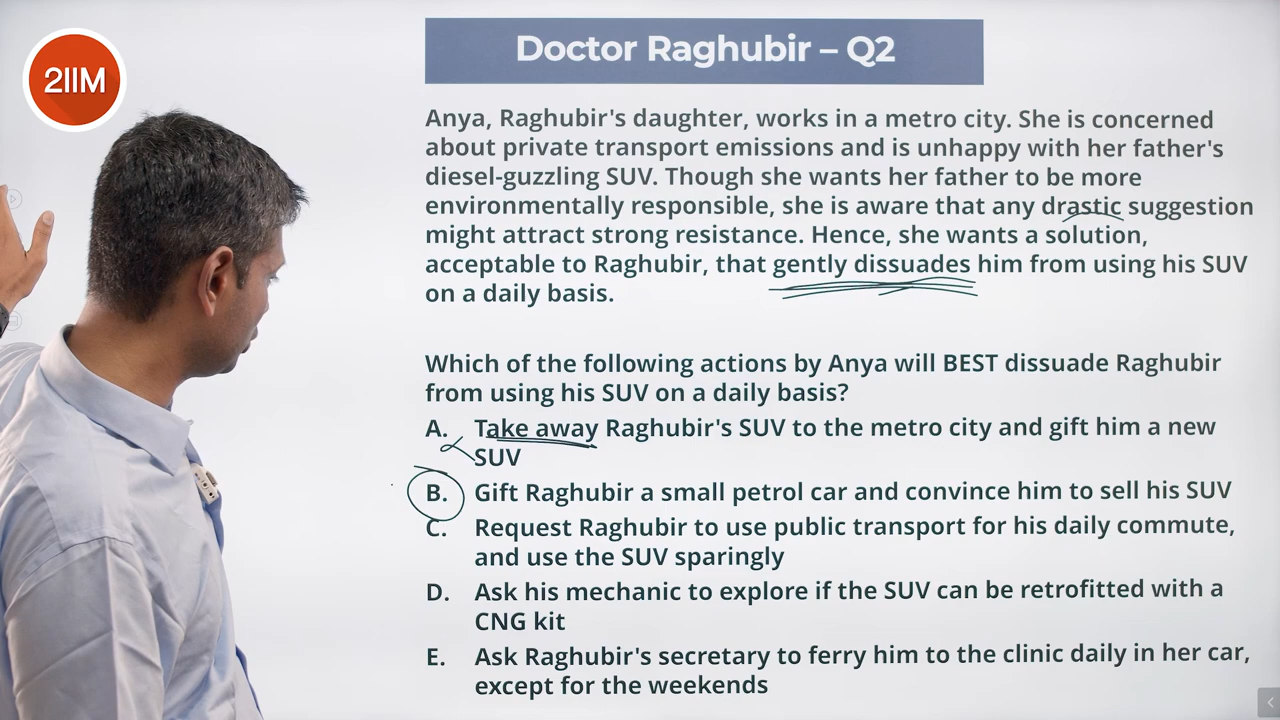 2IIM
Doctor Raghubir – Q2
Anya, Raghubir's daughter, works in a metro city. She is concerned
about private transport emissions and is unhappy with her father's
diesel-guzzling SUV. Though she wants her father to be more
environmentally responsible, she is aware that any drastic suggestion
might attract strong resistance. Hence, she wants a solution,
acceptable to Raghubir, that gently dissuades him from using his SUV
on a daily basis.
Which of the following actions by Anya will BEST dissuade Raghubir
from using his SUV on a daily basis?
A. Take away Raghubir's SUV to the metro city and gift him a new
SUV
B. Gift Raghubir a small petrol car and convince him to sell his SUV
C. Request Raghubir to use public transport for his daily commute,
and use the SUV sparingly
D. Ask his mechanic to explore if the SUV can be retrofitted with a
CNG kit
E. Ask Raghubir's secretary to ferry him to the clinic daily in her car,
except for the weekends